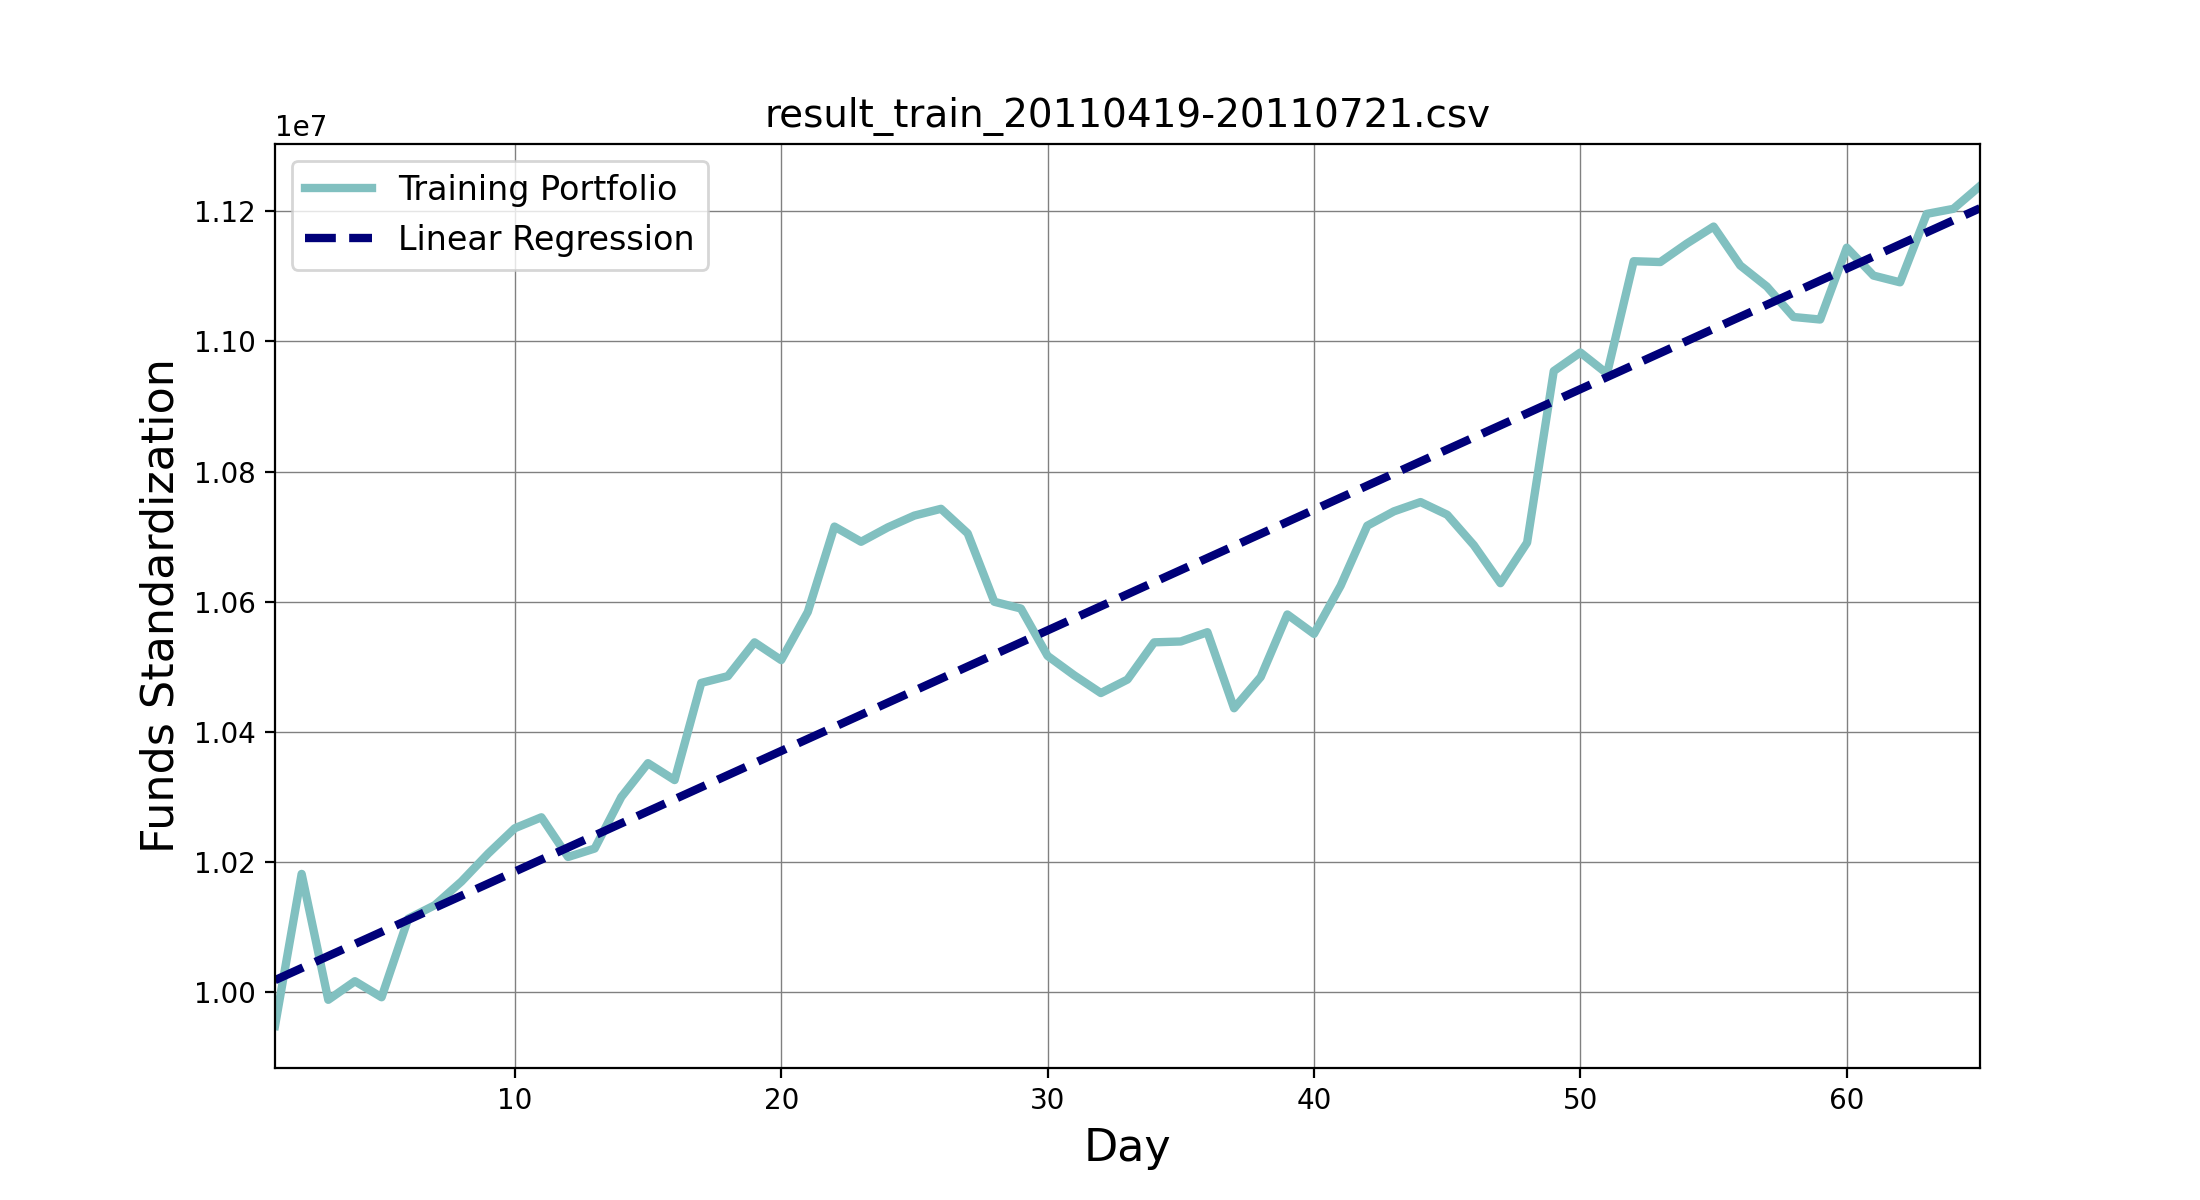 result_train_20110419-20110721.csv
1e7
Training Portfolio
Linear Regression
1.12
1.10
1.08
1.06
1.04
1.02
1.00
Funds Standardization
10 20 30 40 50 60
Day